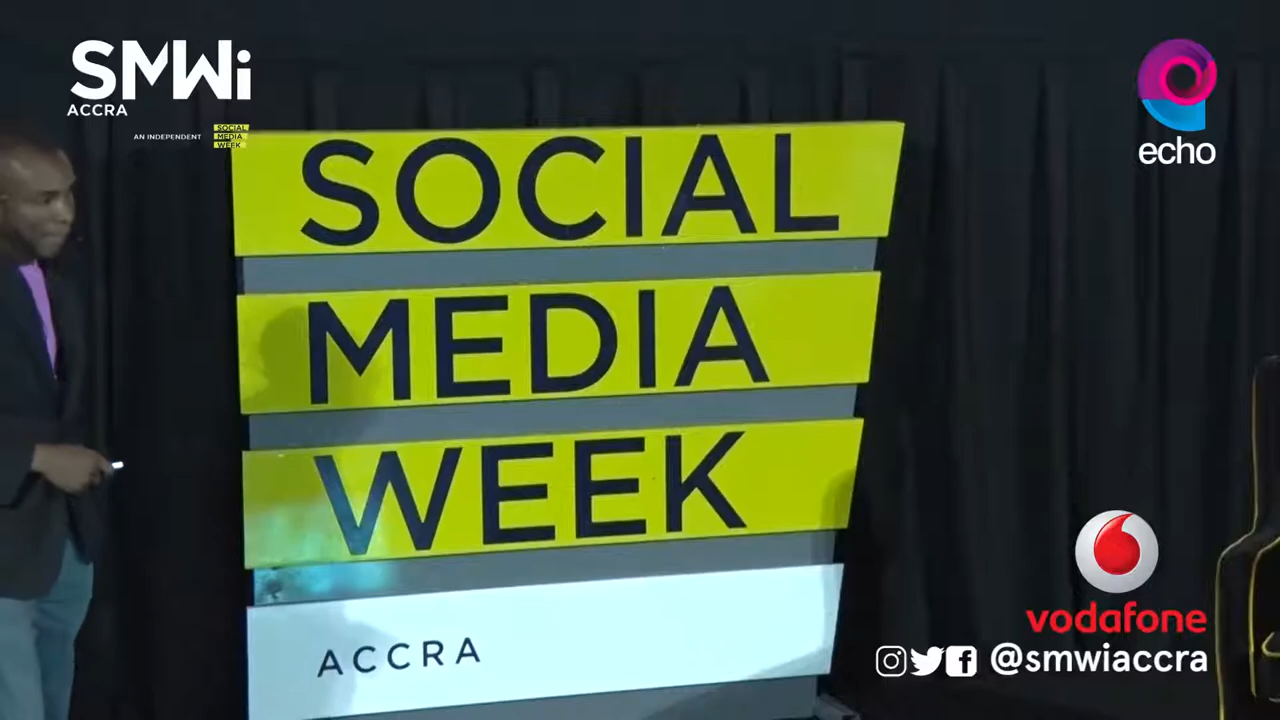 SMWi
ACCRA
AN INDEPENDENT
SOCIAL
MEDIA
WEEK
echo
SOCIAL
MEDIA
WEEK
ACCRA
vodafone
@smwiaccra